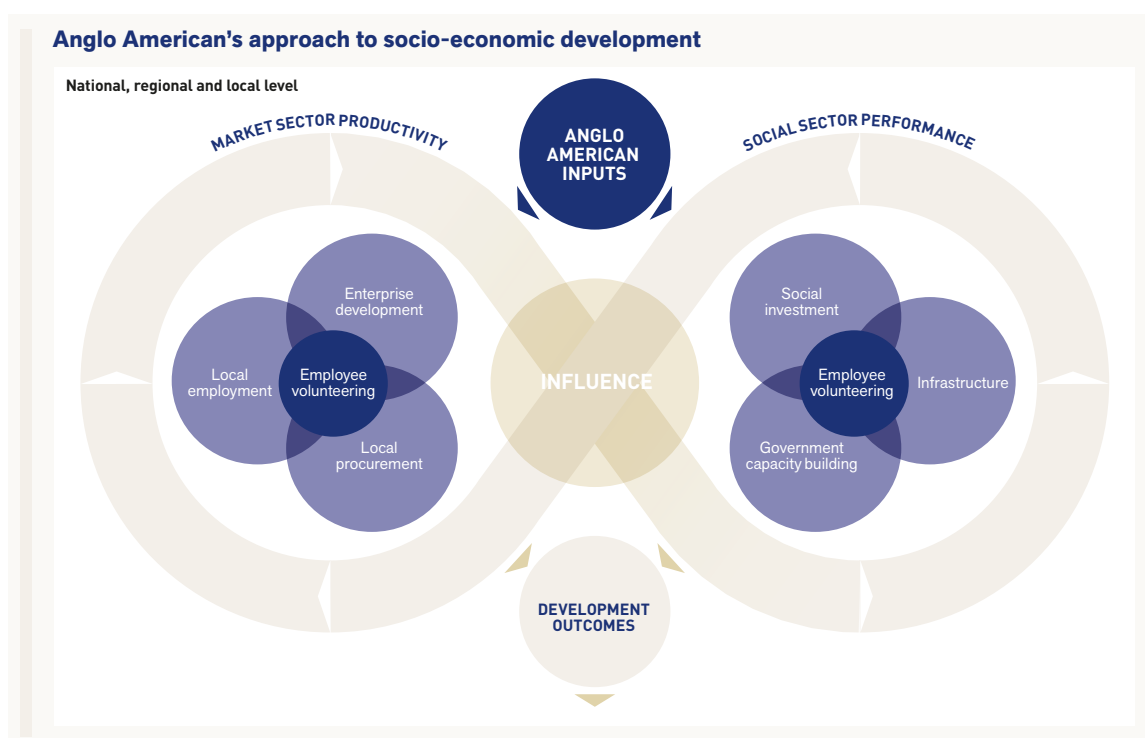 Anglo American's approach to socio-economic development
National, regional and local level
MARKET SECTOR PRODUCTIVITY
ANGLO
AMERICAN
INPUTS
SOCIAL SECTOR PERFORMANCE
Enterprise
development
Local
employment
Employee
volunteering
Local
procurement
INFLUENCE
Social
investment
Employee
volunteering
Infrastructure
Government
capacity building
DEVELOPMENT
OUTCOMES